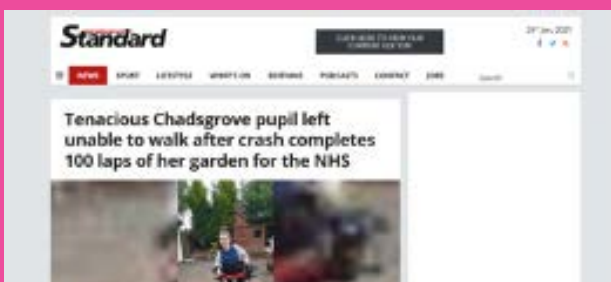 Standard
NEWS SPORT LIFESTYLE WHAT'S ON PODCASTS CONTACT JOBS
Tenacious Chadsgrove pupil left
unable to walk after crash completes
100 laps of her garden for the NHS